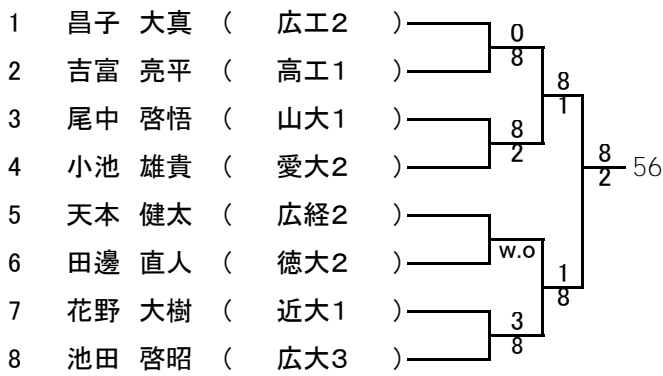 1 昌子 大真 ( 広工2 )
0
8
2 吉富 亮平 ( 高工1 )
8
1
3 尾中 啓悟 ( 山大1 )
8
2
4 小池 雄貴 ( 愛大2 )
8
2
56
5 天本 健太 ( 広経2 )
w.o
6 田邊 直人 ( 徳大2 )
1
8
7 花野 大樹 ( 近大1 )
3
8
8 池田 啓昭 ( 広大3 )